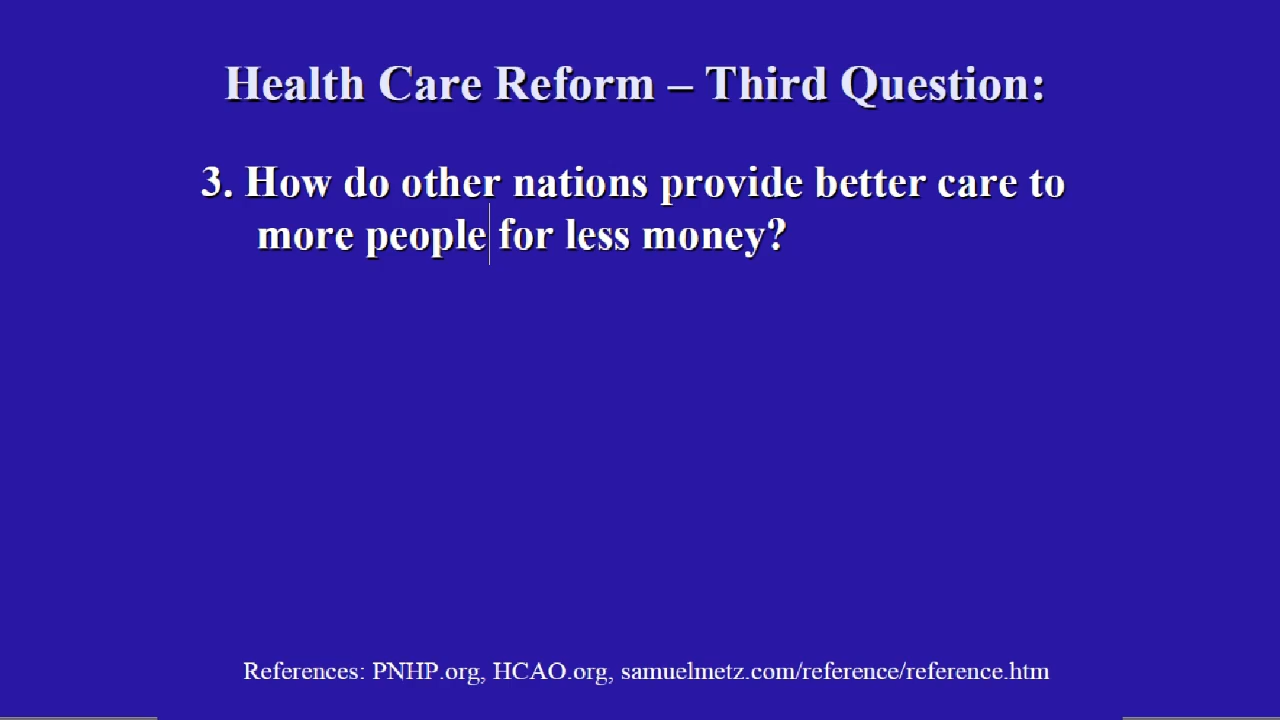 Health Care Reform – Third Question:
3. How do other nations provide better care to
more people for less money?
References: PNHP.org, HCAO.org, samuelmetz.com/reference/reference.htm